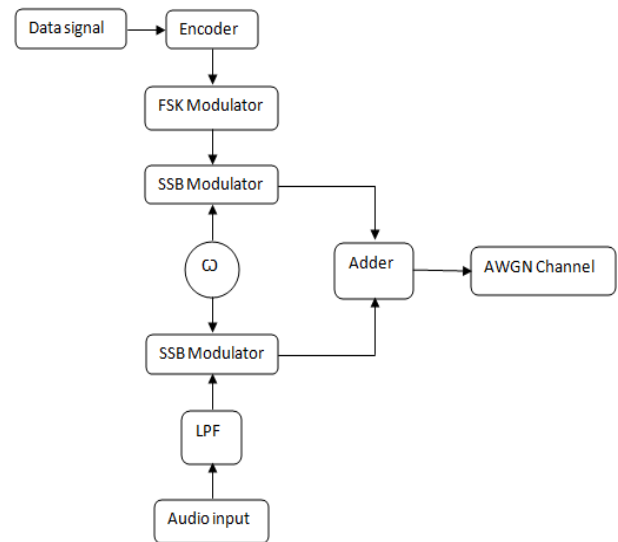 Data signal
Encoder
FSK Modulator
SSB Modulator
ω
Adder
AWGN Channel
SSB Modulator
LPF
Audio input